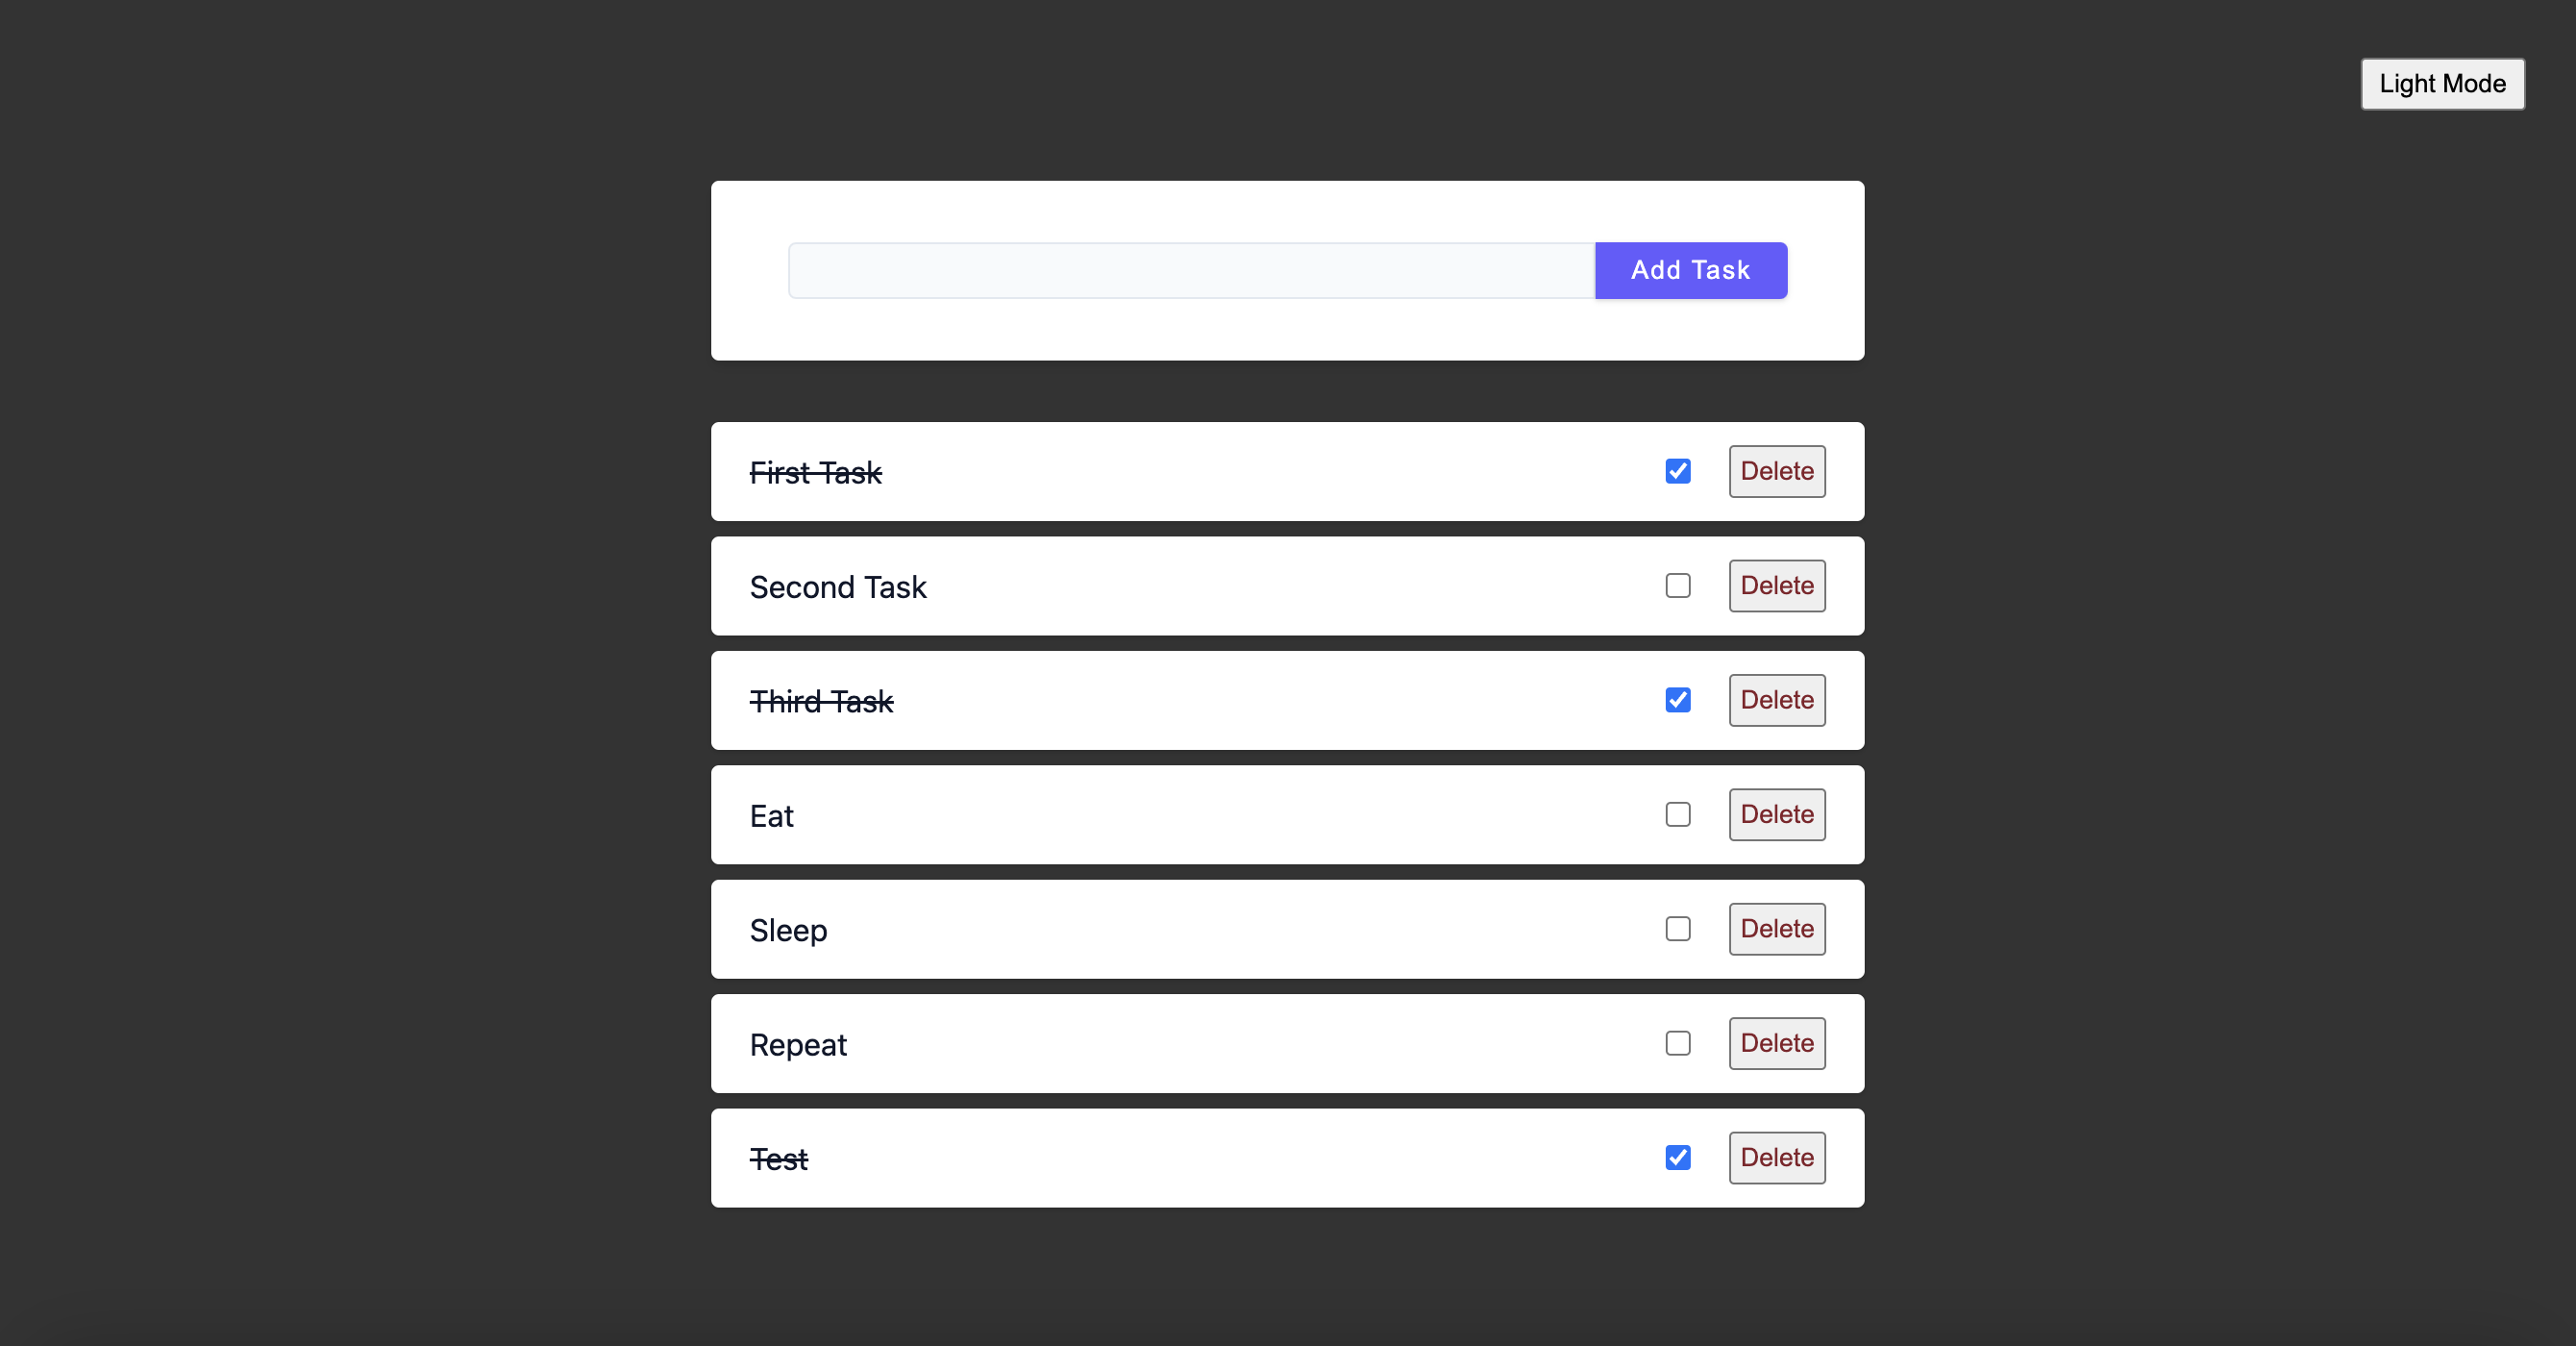 Light Mode
Add Task
First Task Delete
Second Task Delete
Third Task Delete
Eat Delete
Sleep Delete
Repeat Delete
Test Delete